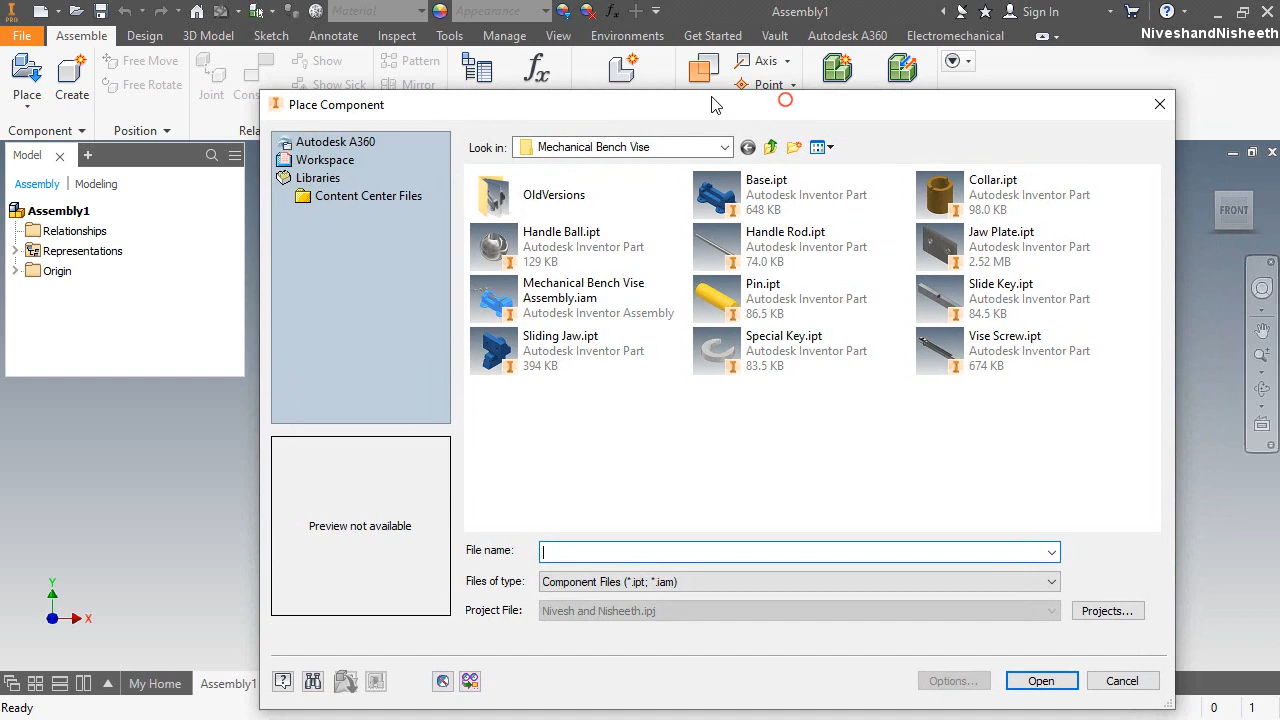 Material
Appearance
Assembly1
Sign In
PRO
File
Assemble
Design
3D Model
Sketch
Annotate
Inspect
Tools
Manage
View
Environments
Get Started
Vault
Autodesk A360
Electromechanical
NiveshandNisheeth
Place
Create
Free Move
Free Rotate
Joint
Show
Show Sick
Pattern
Mirror
Axis
Point
Component
Position
Place Component
Model
Assembly
Modeling
Assembly1
Relationships
Representations
Origin
Autodesk A360
Workspace
Libraries
Content Center Files
Look in:
Mechanical Bench Vise
OldVersions
Base.ipt
Autodesk Inventor Part
648 KB
Collar.ipt
Autodesk Inventor Part
98.0 KB
Handle Ball.ipt
Autodesk Inventor Part
129 KB
Handle Rod.ipt
Autodesk Inventor Part
74.0 KB
Jaw Plate.ipt
Autodesk Inventor Part
2.52 MB
Mechanical Bench Vise
Assembly.iam
Autodesk Inventor Assembly
Pin.ipt
Autodesk Inventor Part
86.5 KB
Slide Key.ipt
Autodesk Inventor Part
84.5 KB
Sliding Jaw.ipt
Autodesk Inventor Part
394 KB
Special Key.ipt
Autodesk Inventor Part
83.5 KB
Vise Screw.ipt
Autodesk Inventor Part
674 KB
FRONT
Preview not available
File name:
Files of type:
Component Files (*.ipt; *.iam)
Project File:
Nivesh and Nisheeth.ipj
Projects...
Options...
Open
Cancel
Y
X
My Home
Assembly1
Ready
0
1